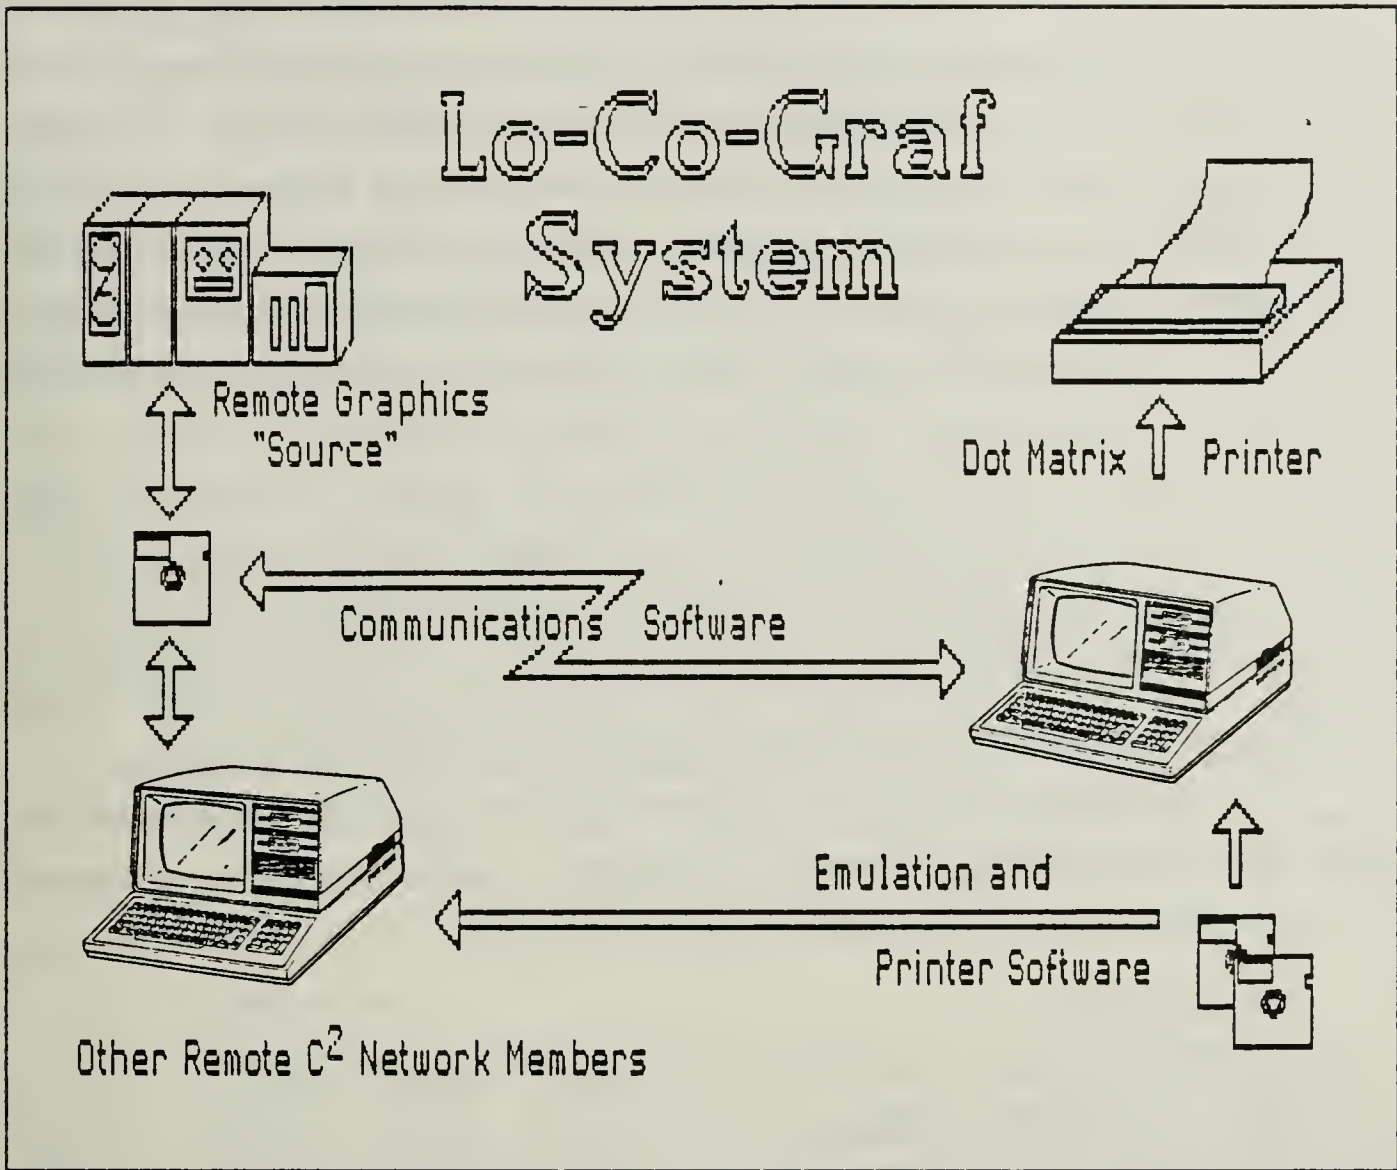 Lo-Co-Graf
System
Remote Graphics
"Source"
Dot Matrix Printer
Communications Software
Emulation and
Printer Software
Other Remote C² Network Members